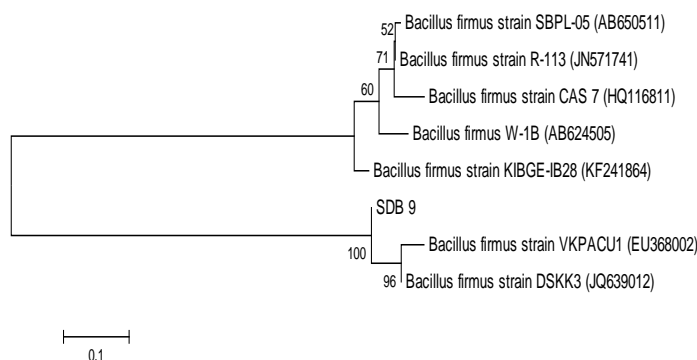 52
Bacillus firmus strain SBPL-05 (AB650511)
71
Bacillus firmus strain R-113 (JN571741)
60
Bacillus firmus strain CAS 7 (HQ116811)
Bacillus firmus W-1B (AB624505)
Bacillus firmus strain KIBGE-IB28 (KF241864)
SDB 9
100
Bacillus firmus strain VKPACU1 (EU368002)
96
Bacillus firmus strain DSKK3 (JQ639012)
0.1